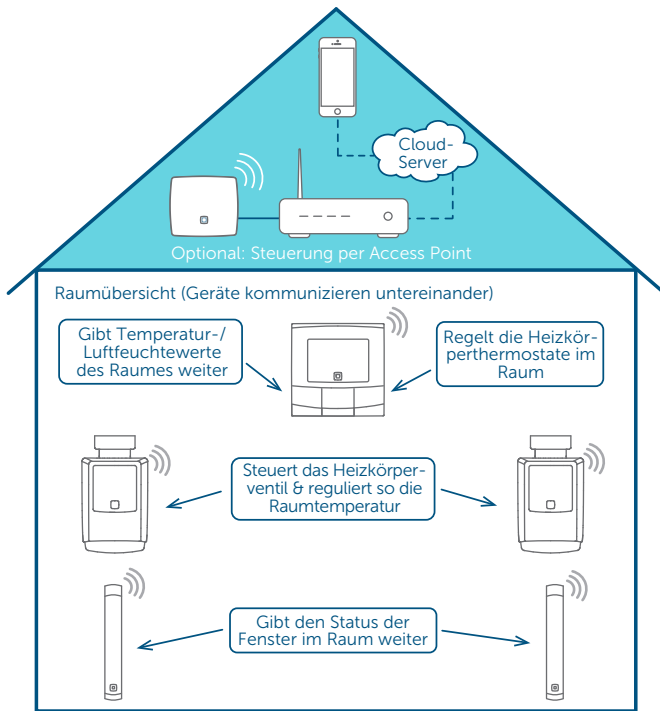 Cloud-
Server
Optional: Steuerung per Access Point
Raumübersicht (Geräte kommunizieren untereinander)
Gibt Temperatur-/
Luftfeuchtewerte
des Raumes weiter
Regelt die Heizkör-
perthermostate im
Raum
Steuert das Heizkörper-
ventil & reguliert so die
Raumtemperatur
Gibt den Status der
Fenster im Raum weiter